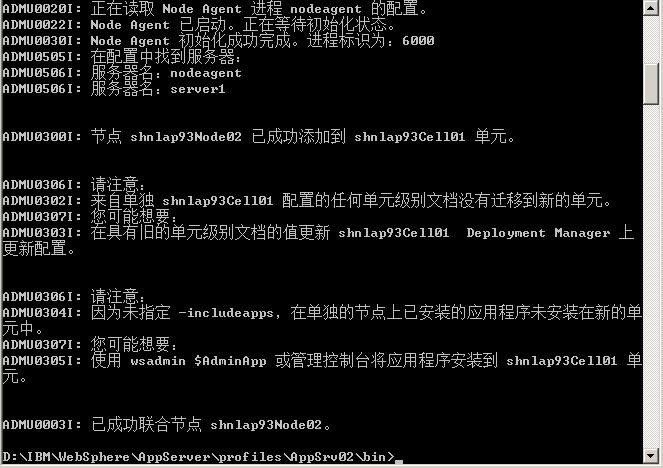 ADMU0020I: 正在读取 Node Agent 进程 nodeagent 的配置。
ADMU0022I: Node Agent 已启动。正在等待初始化状态。
ADMU0030I: Node Agent 初始化成功完成。进程标识为: 6000
ADMU0505I: 在配置中找到服务器:
ADMU0506I: 服务器名: nodeagent
ADMU0506I: 服务器名: server1
ADMU0300I: 节点 shnlap93Node02 已成功添加到 shnlap93Cell01 单元。
ADMU0306I: 请注意:
ADMU0302I: 来自单独 shnlap93Cell01 配置的任何单元级别文档没有迁移到新的单元。
ADMU0307I: 您可能想要:
ADMU0303I: 在具有旧的单元级别文档的值更新 shnlap93Cell01  Deployment Manager 上
更新配置。
ADMU0306I: 请注意:
ADMU0304I: 因为未指定 -includeapps, 在单独的节点上已安装的应用程序未安装在新的单
元中。
ADMU0307I: 您可能想要:
ADMU0305I: 使用 wsadmin $AdminApp 或管理控制台将应用程序安装到 shnlap93Cell01 单
元。
ADMU0003I: 已成功联合节点 shnlap93Node02。
D:\IBM\WebSphere\AppServer\profiles\AppSrv02\bin>_